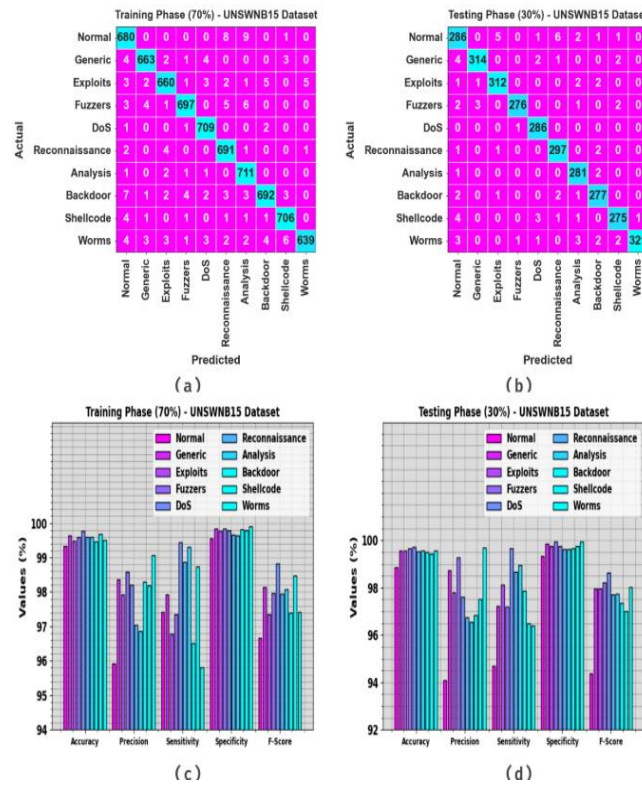 Training Phase (70%) - UNSWNB15 Dataset
Actual
Normal 680 0 0 0 0 8 9 0 1 0
Generic 4 663 2 1 4 0 0 0 3 0
Exploits 3 2 660 1 3 2 1 5 0 5
Fuzzers 3 4 1 697 0 5 6 0 0 0
DoS 1 0 0 1 709 0 0 2 0 0
Reconnaissance 2 0 4 0 0 691 1 0 0 1
Analysis 1 0 2 1 1 0 711 0 0 0
Backdoor 7 1 2 4 2 3 3 692 3 0
Shellcode 4 1 0 1 0 1 1 1 706 0
Worms 4 3 3 1 3 2 2 4 6 639
Normal
Generic
Exploits
Fuzzers
DoS
Reconnaissance
Analysis
Backdoor
Shellcode
Worms
Predicted
(a)
Testing Phase (30%) - UNSWNB15 Dataset
Actual
Normal 286 0 5 0 1 6 2 1 1 0
Generic 4 314 0 0 2 1 0 0 2 0
Exploits 1 1 312 0 0 0 2 2 0 0
Fuzzers 2 3 0 276 0 0 1 0 2 0
DoS 0 0 0 1 286 0 0 0 0 0
Reconnaissance 1 0 1 0 0 297 0 2 0 0
Analysis 1 0 0 0 0 0 281 2 0 0
Backdoor 2 0 1 0 0 2 1 277 0 0
Shellcode 4 0 0 0 3 1 1 0 275 1
Worms 3 0 0 1 1 0 3 2 2 32
Normal
Generic
Exploits
Fuzzers
DoS
Reconnaissance
Analysis
Backdoor
Shellcode
Worms
Predicted
(b)
Training Phase (70%) - UNSWNB15 Dataset
Normal Reconnaissance
Generic Analysis
Exploits Backdoor
Fuzzers Shellcode
DoS Worms
Values (%)
100
99
98
97
96
95
94
Accuracy Precision Sensitivity Specificity F-Score
(c)
Testing Phase (30%) - UNSWNB15 Dataset
Normal Reconnaissance
Generic Analysis
Exploits Backdoor
Fuzzers Shellcode
DoS Worms
Values (%)
100
98
96
94
92
Accuracy Precision Sensitivity Specificity F-Score
(d)